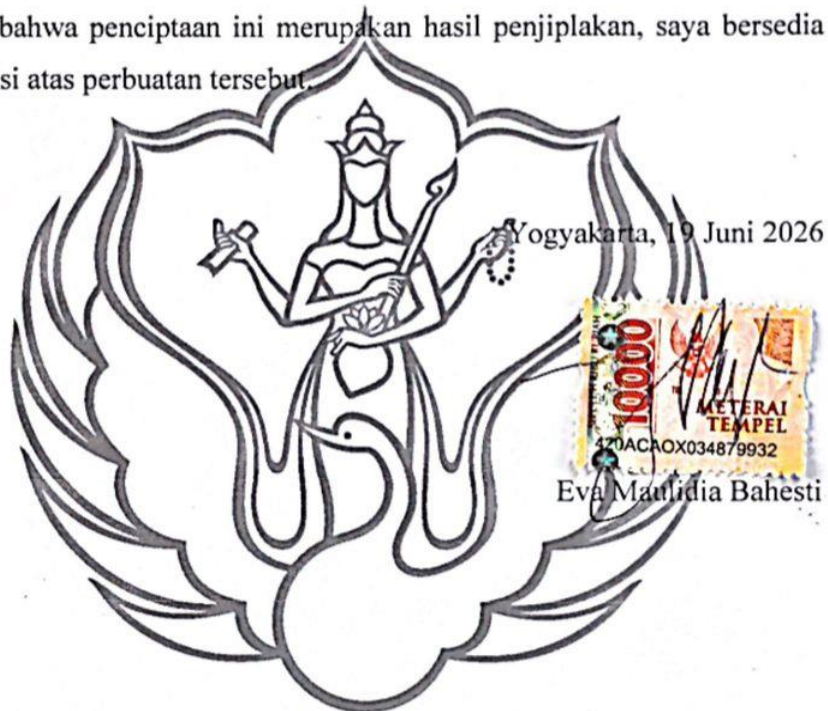 bahwa penciptaan ini merupakan hasil penjiplakan, saya bersedia
si atas perbuatan tersebut.
Yogyakarta, 19 Juni 2026
10000
METERAI
TEMPEL
420ACAOX034879932
Eva Maulidia Bahesti